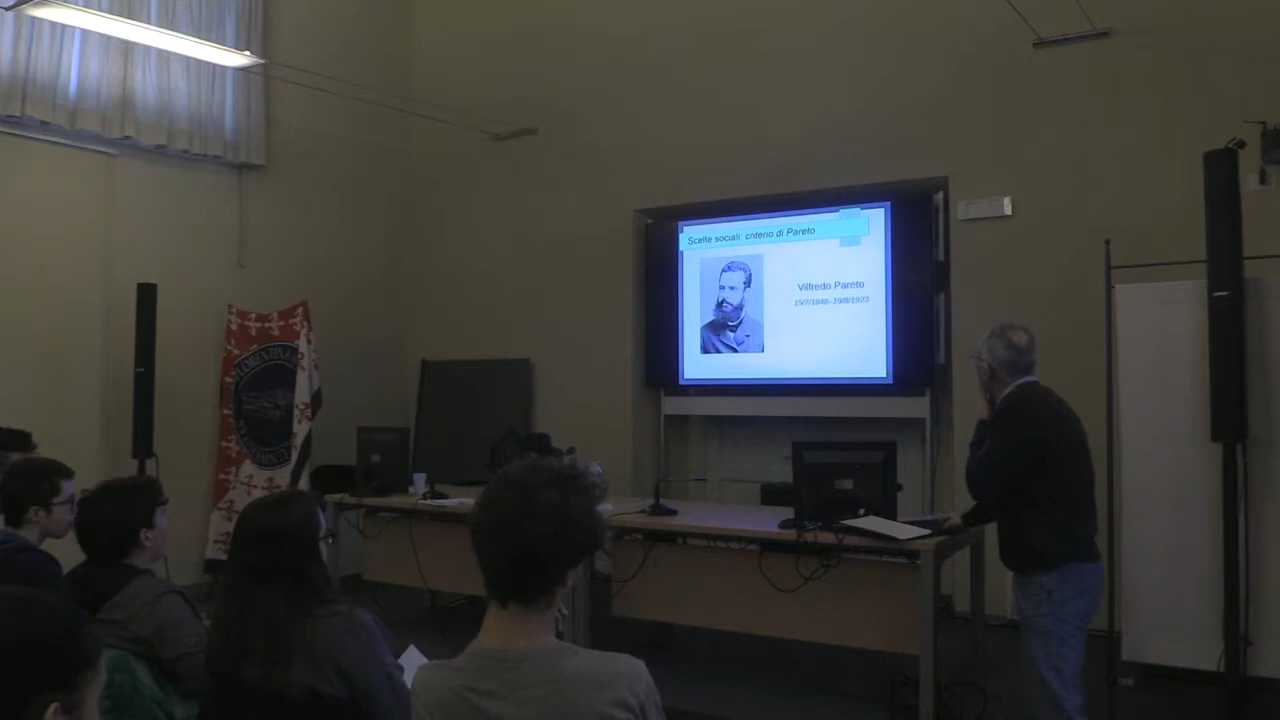 Scelte sociali: criterio di Pareto
Vilfredo Pareto
15/7/1848–19/8/1923